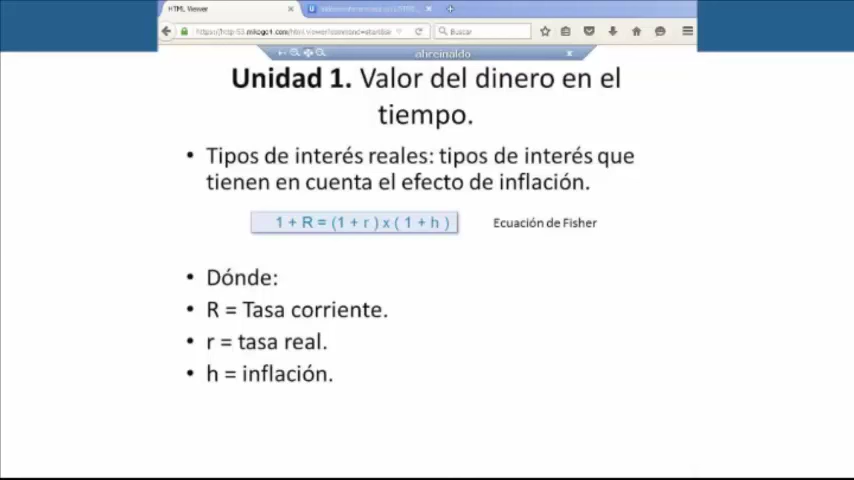 HTML Viewer
Buscar
ahreinaldo
Unidad 1. Valor del dinero en el
tiempo.
• Tipos de interés reales: tipos de interés que
tienen en cuenta el efecto de inflación.
1 + R = (1 + r ) x ( 1 + h )
Ecuación de Fisher
• Dónde:
• R = Tasa corriente.
• r = tasa real.
• h = inflación.